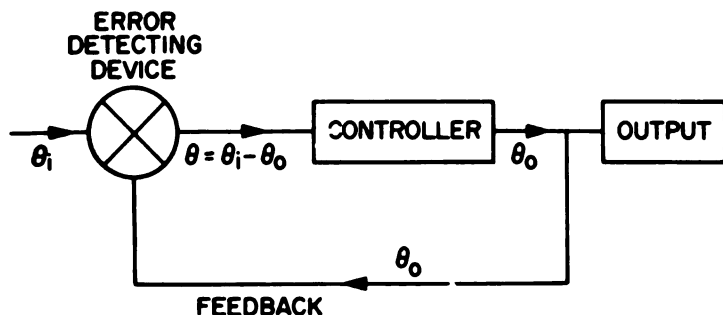 ERROR
DETECTING
DEVICE
θi
θ = θi - θo
CONTROLLER
θo
OUTPUT
θo
FEEDBACK